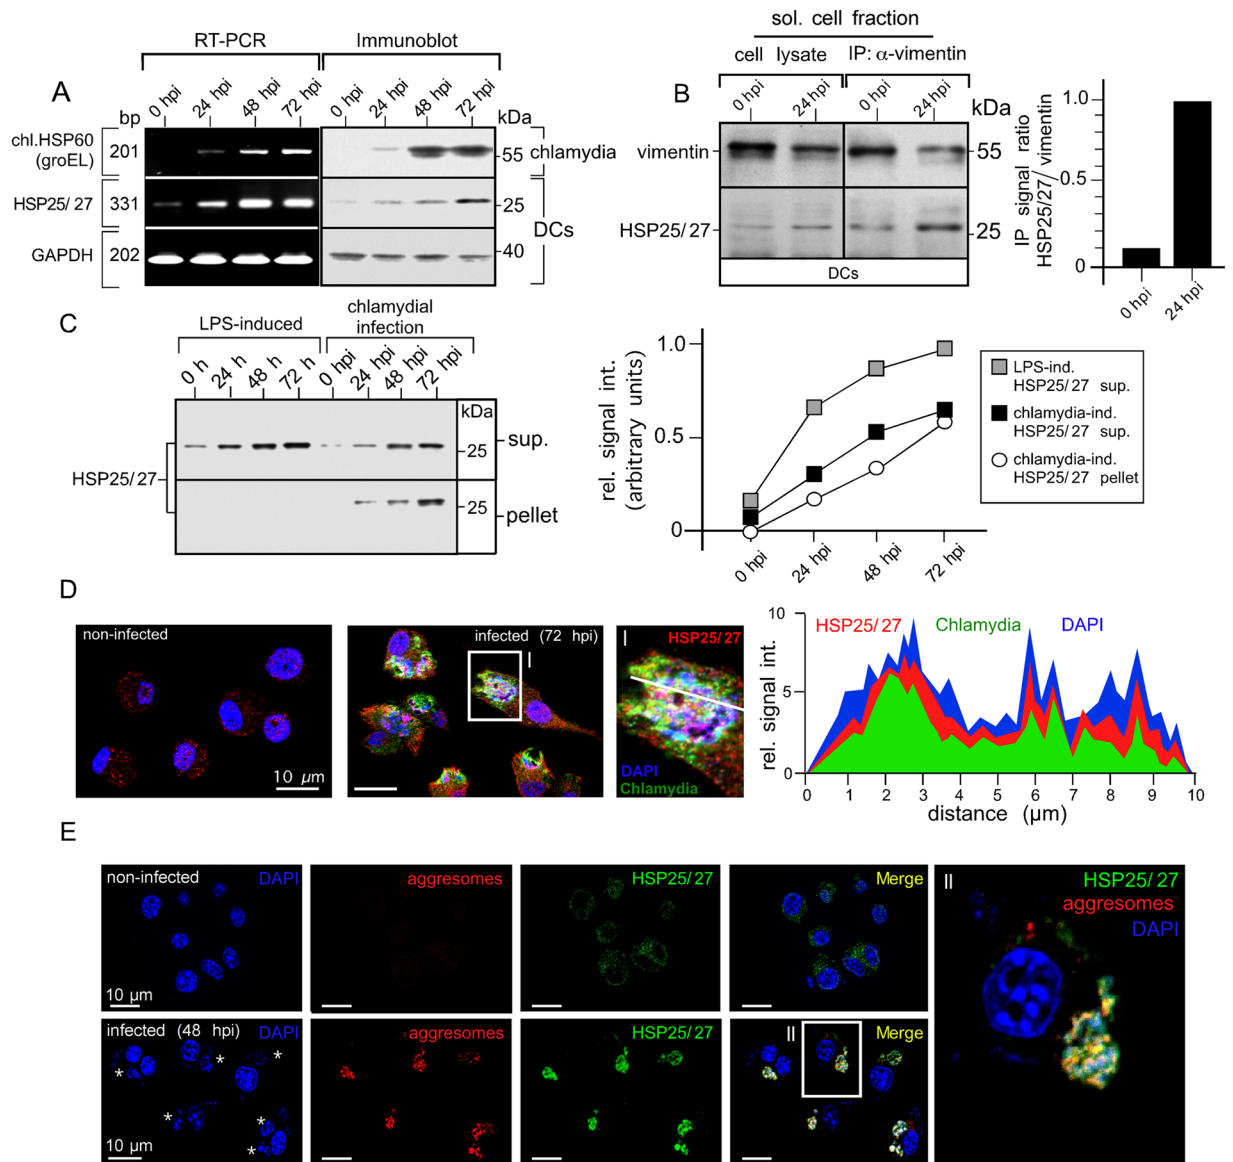 A
RT-PCR
Immunoblot
0 hpi
24 hpi
48 hpi
72 hpi
0 hpi
24 hpi
48 hpi
72 hpi
bp
kDa
chl.HSP60
(groEL)
201
55
chlamydia
HSP25/27
331
25
DCs
GAPDH
202
40
B
sol. cell fraction
cell lysate
IP: α-vimentin
0 hpi
24 hpi
0 hpi
24 hpi
kDa
vimentin
55
HSP25/27
25
DCs
IP signal ratio
HSP25/27/ vimentin
1.0
0.5
0
0 hpi
24 hpi
C
LPS-induced
chlamydial
infection
0 h
24 h
48 h
72 h
0 hpi
24 hpi
48 hpi
72 hpi
kDa
25
sup.
HSP25/27
25
pellet
rel. signal int.
(arbitrary units)
1.0
0.5
0
0 hpi
24 hpi
48 hpi
72 hpi
LPS-ind.
HSP25/27 sup.
chlamydia-ind.
HSP25/27 sup.
chlamydia-ind.
HSP25/27 pellet
D
non-infected
10 µm
infected (72 hpi)
I
I
HSP25/27
DAPI
Chlamydia
rel. signal int.
10
5
0
HSP25/27
Chlamydia
DAPI
0 1 2 3 4 5 6 7 8 9 10
distance (µm)
E
non-infected
DAPI
10 µm
aggresomes
HSP25/27
Merge
infected (48 hpi)
DAPI
*
*
*
*
*
*
10 µm
aggresomes
HSP25/27
II
Merge
II
HSP25/27
aggresomes
DAPI